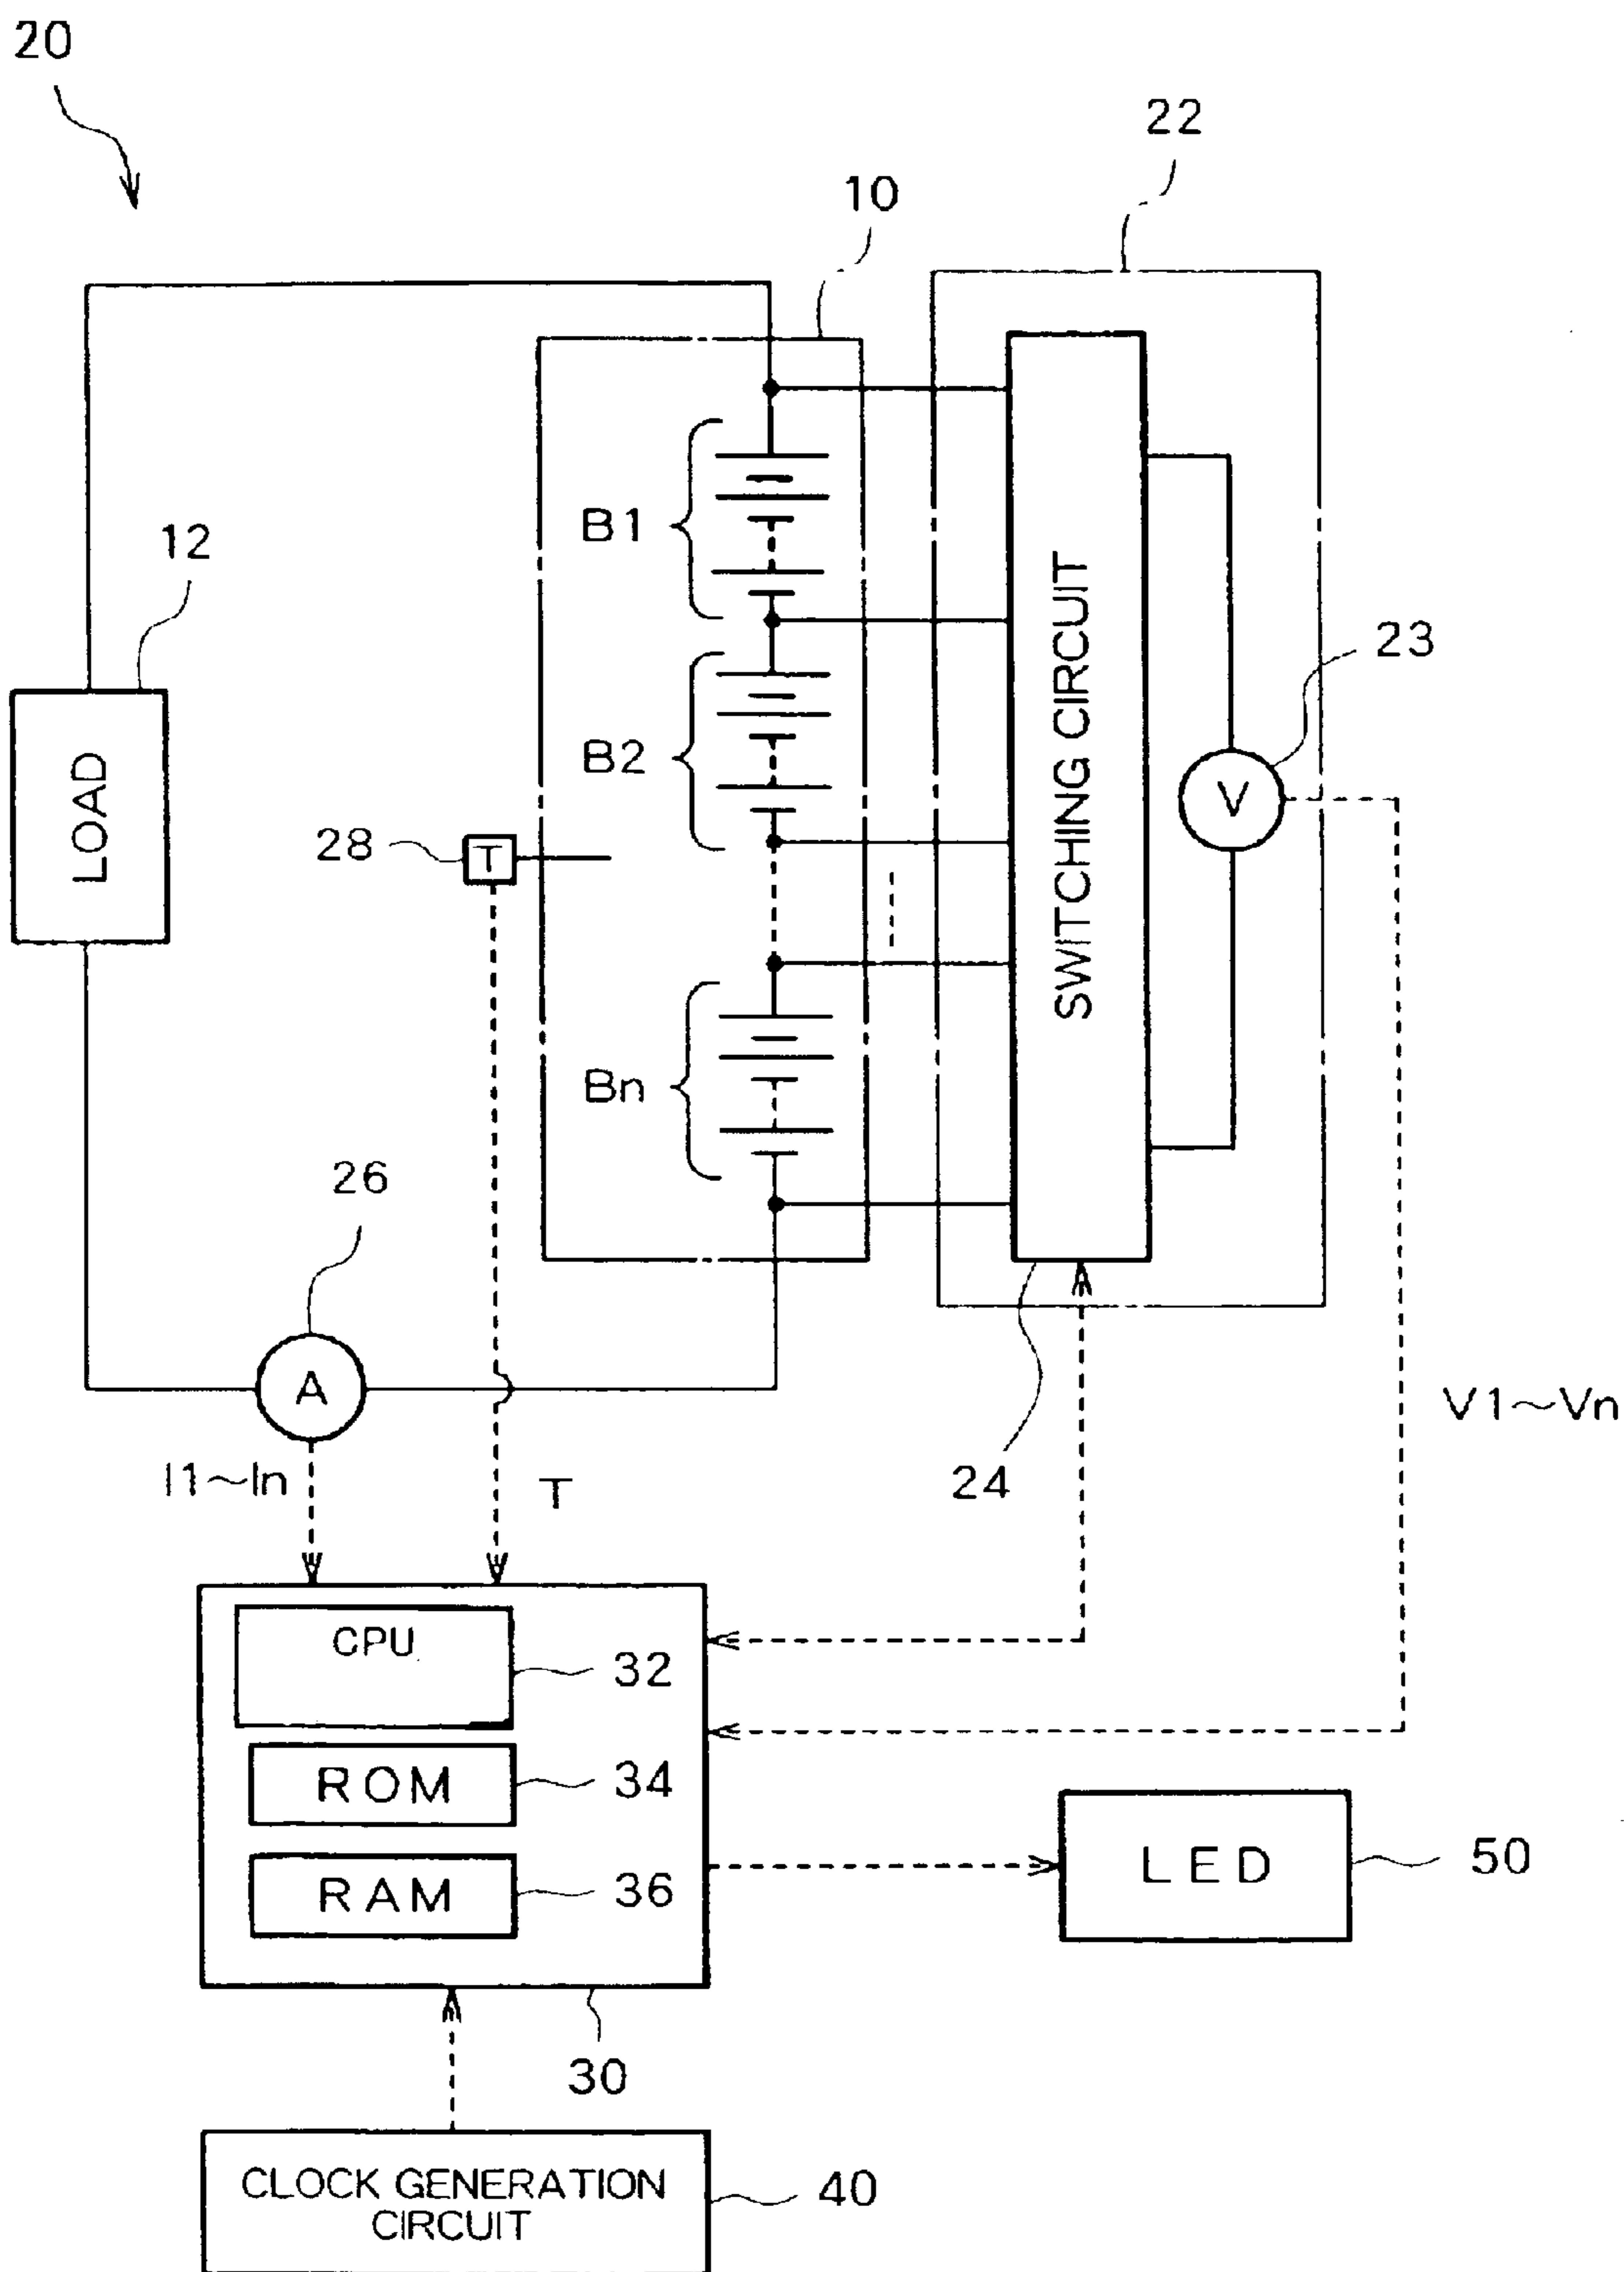 20
22
10
B1
12
SWITCHING CIRCUIT
23
LOAD
B2
V
28
T
Bn
26
A
V1~Vn
I1~In
T
24
CPU
32
ROM
34
LED
50
RAM
36
30
CLOCK GENERATION
CIRCUIT
40